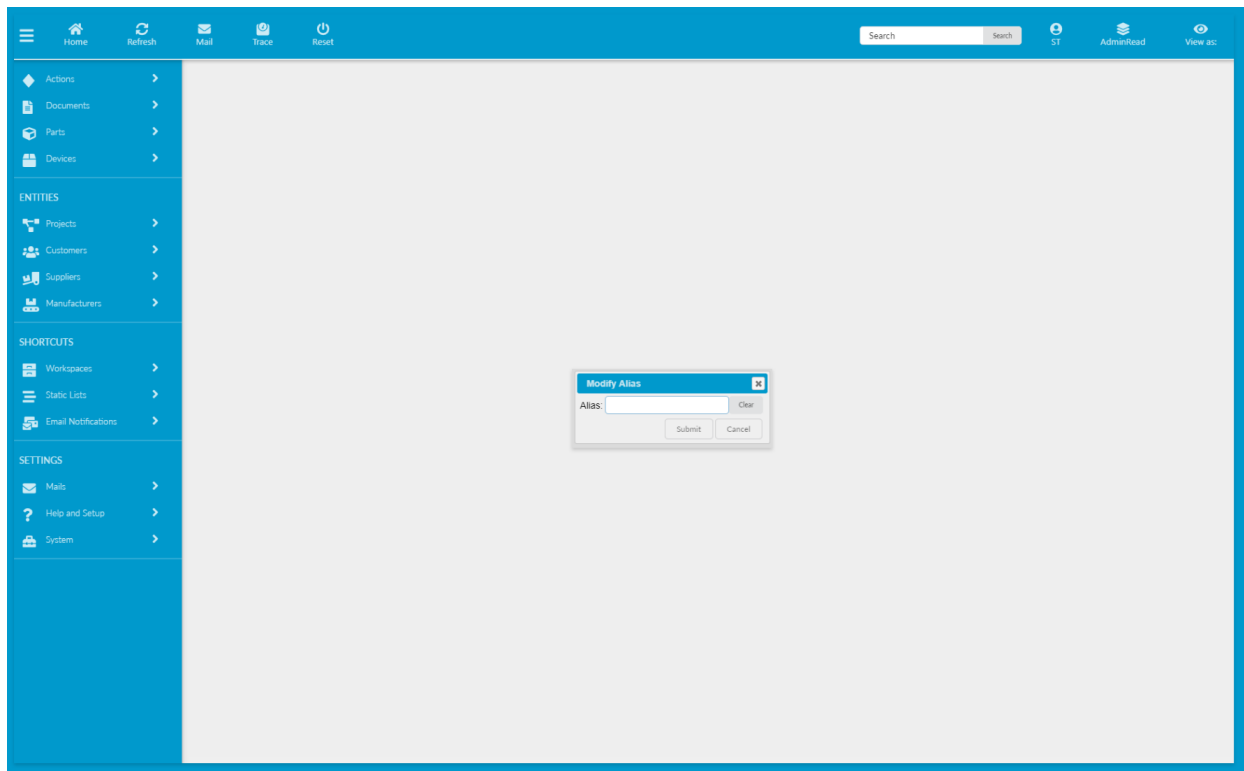 Home Refresh Mail Trace Reset Search Search ST AdminRead View as:
Actions
Documents
Parts
Devices
ENTITIES
Projects
Customers
Suppliers
Manufacturers
SHORTCUTS
Workspaces
Static Lists
Email Notifications
SETTINGS
Mails
Help and Setup
System
Modify Alias
Alias: Clear
Submit Cancel